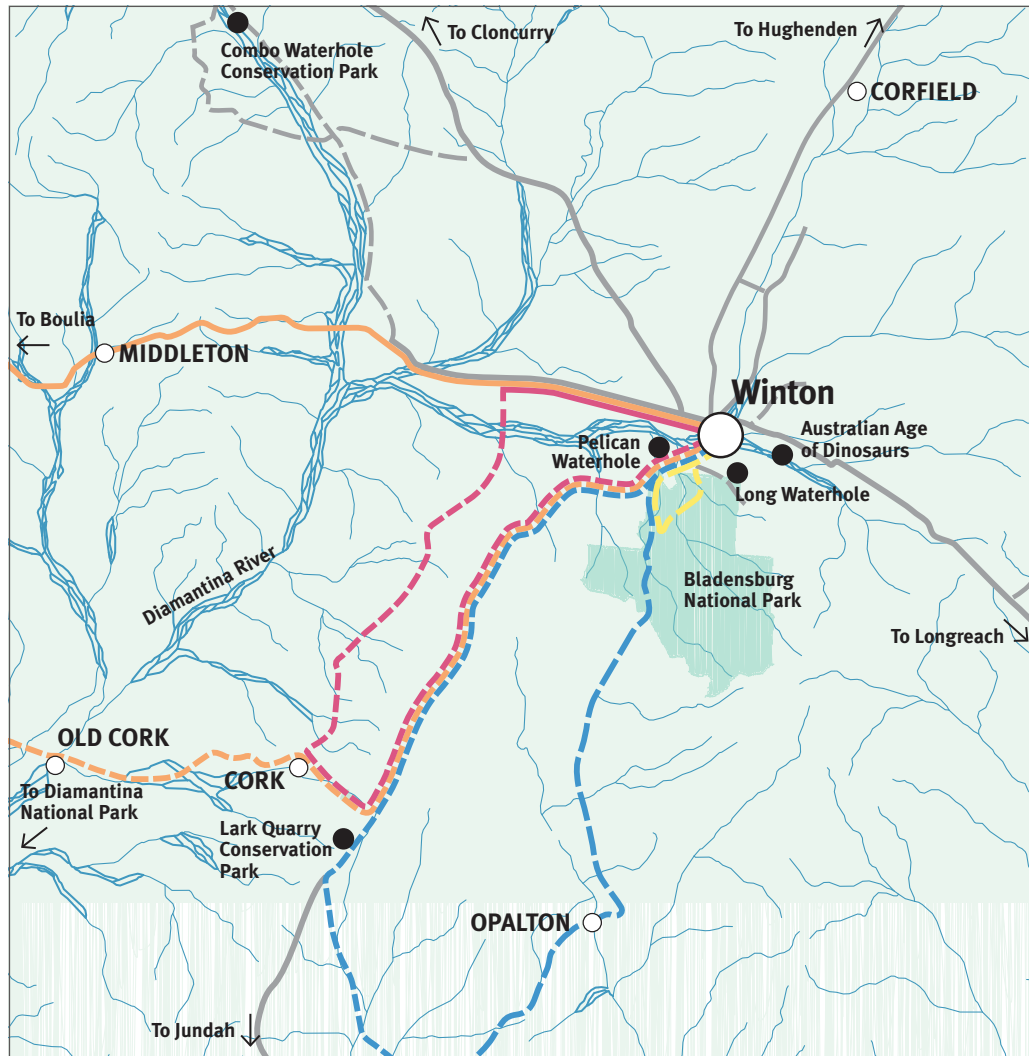 To Cloncurry
To Hughenden
Combo Waterhole
Conservation Park
CORFIELD
To Boulia
MIDDLETON
Winton
Pelican
Waterhole
Australian Age
of Dinosaurs
Long Waterhole
Diamantina River
Bladensburg
National Park
To Longreach
OLD CORK
CORK
To Diamantina
National Park
Lark Quarry
Conservation
Park
OPALTON
To Jundah